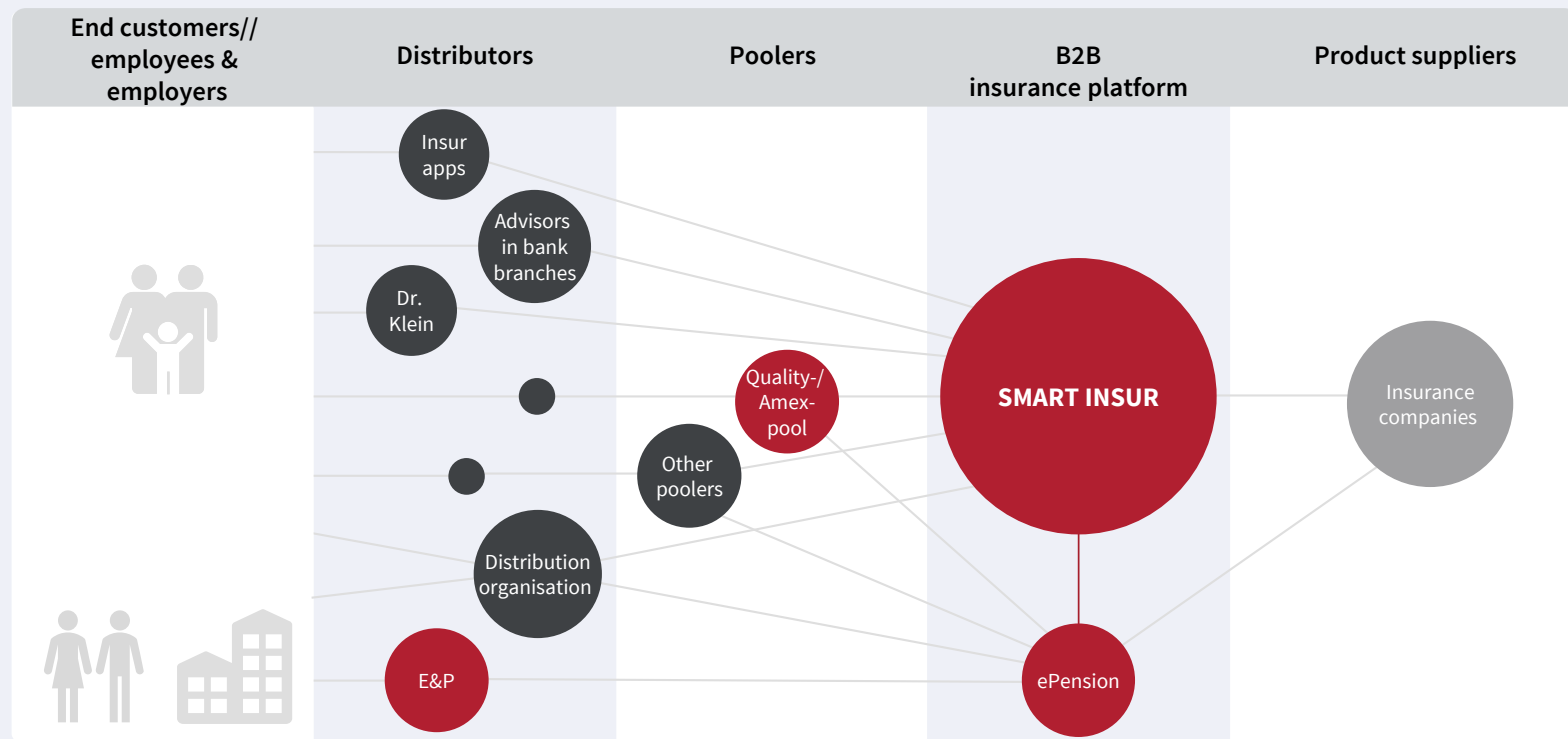 End customers//
employees &
employers
Distributors
Poolers
B2B
insurance platform
Product suppliers
Insur
apps
Advisors
in bank
branches
Dr.
Klein
Quality-/
Amex-
pool
SMART INSUR
Insurance
companies
Other
poolers
Distribution
organisation
E&P
ePension